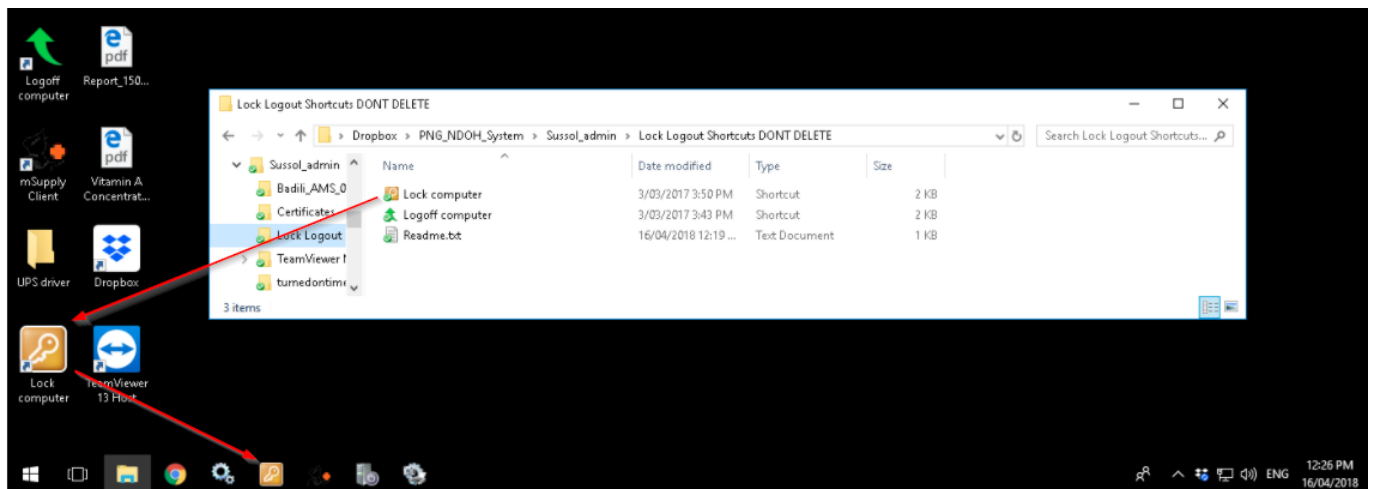 Logoff
computer
pdf
Report_150...
mSupply
Client
pdf
Vitamin A
Concentrat...
UPS driver
Dropbox
Lock
computer
TeamViewer
13 Host
Lock Logout Shortcuts DONT DELETE
Dropbox > PNG_NDOH_System > Sussol_admin > Lock Logout Shortcuts DONT DELETE
Search Lock Logout Shortcuts...
Sussol_admin
Badili_AMS_0
Certificates
Lock Logout
TeamViewer
turnedontime
Name Date modified Type Size
Lock computer 3/03/2017 3:50 PM Shortcut 2 KB
Logoff computer 3/03/2017 3:43 PM Shortcut 2 KB
Readme.txt 16/04/2018 12:19 ... Text Document 1 KB
3 items
ENG
12:26 PM
16/04/2018